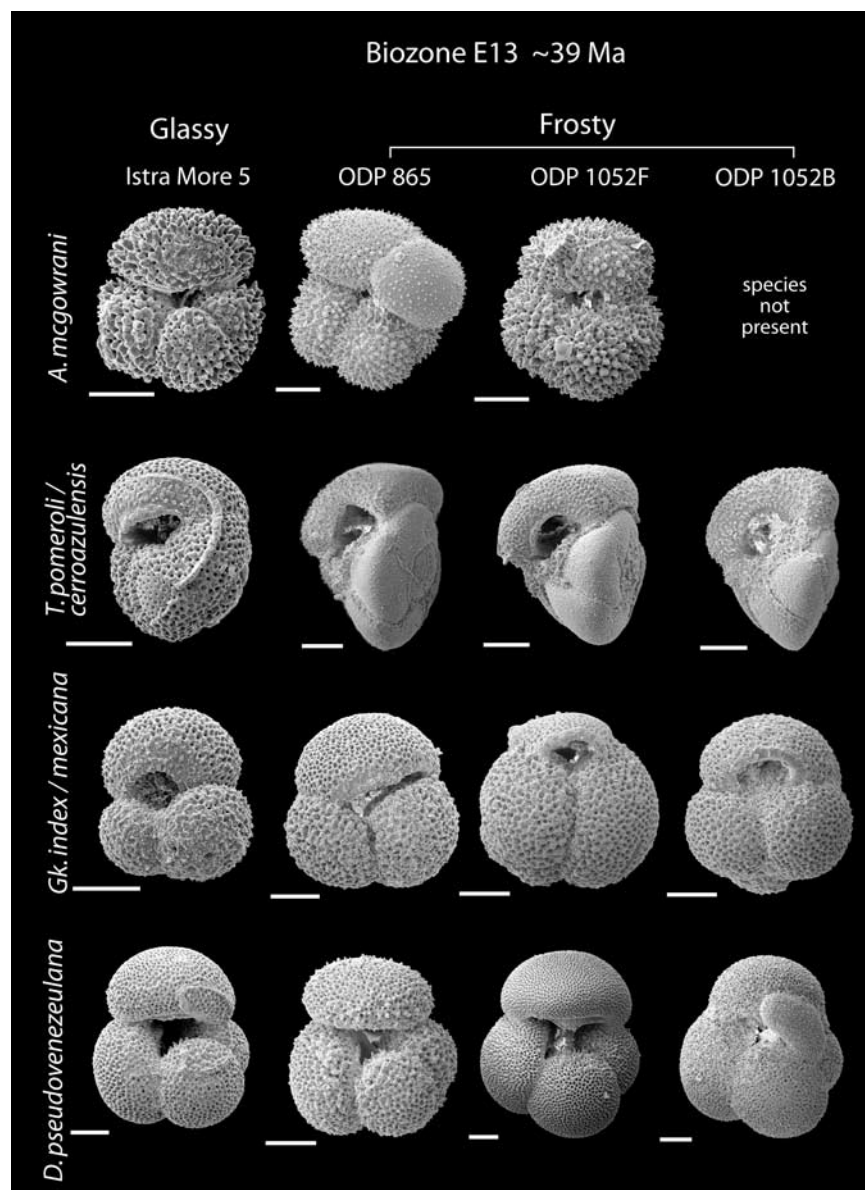 Biozone E13 ~39 Ma
Glassy
Frosty
Istra More 5
ODP 865
ODP 1052F
ODP 1052B
A. mcgowrani
species
not
present
T. pomeroli /
cerroazulensis
Gk. index / mexicana
D. pseudovenezeulana